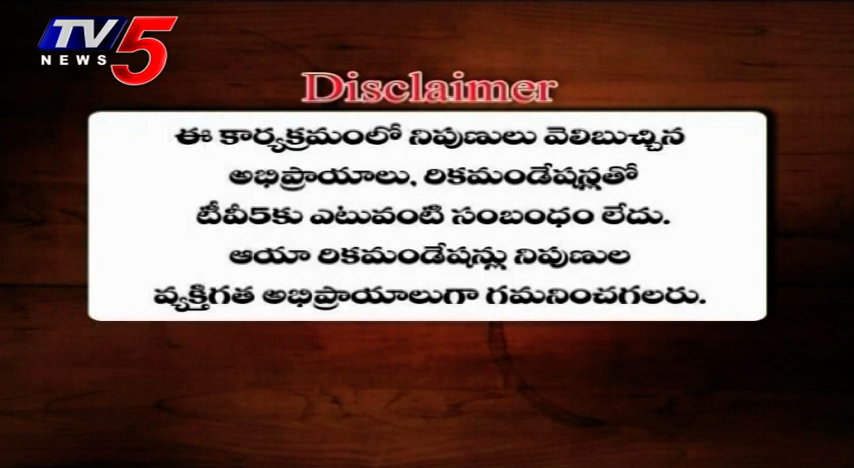 TV5
NEWS
Disclaimer
ఈ కార్యక్రమంలో నిపుణులు వెలిబుచ్చిన
అభిప్రాయాలు, రికమండేషన్లతో
టీవీ5కు ఎటువంటి సంబంధం లేదు.
ఆయా రికమండేషన్లు నిపుణుల
వ్యక్తిగత అభిప్రాయాలుగా గమనించగలరు.